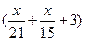 (x/21 ÷ x/15 + 3)